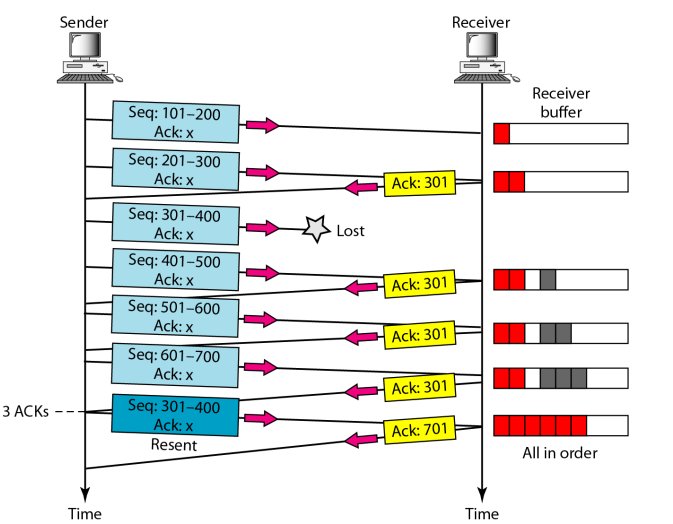 Sender
Receiver
Receiver
buffer
Seq: 101–200
Ack: x
Seq: 201–300
Ack: x
Ack: 301
Seq: 301–400
Ack: x
Lost
Seq: 401–500
Ack: x
Ack: 301
Seq: 501–600
Ack: x
Ack: 301
Seq: 601–700
Ack: x
Ack: 301
3 ACKs
Seq: 301–400
Ack: x
Resent
Ack: 701
All in order
Time
Time